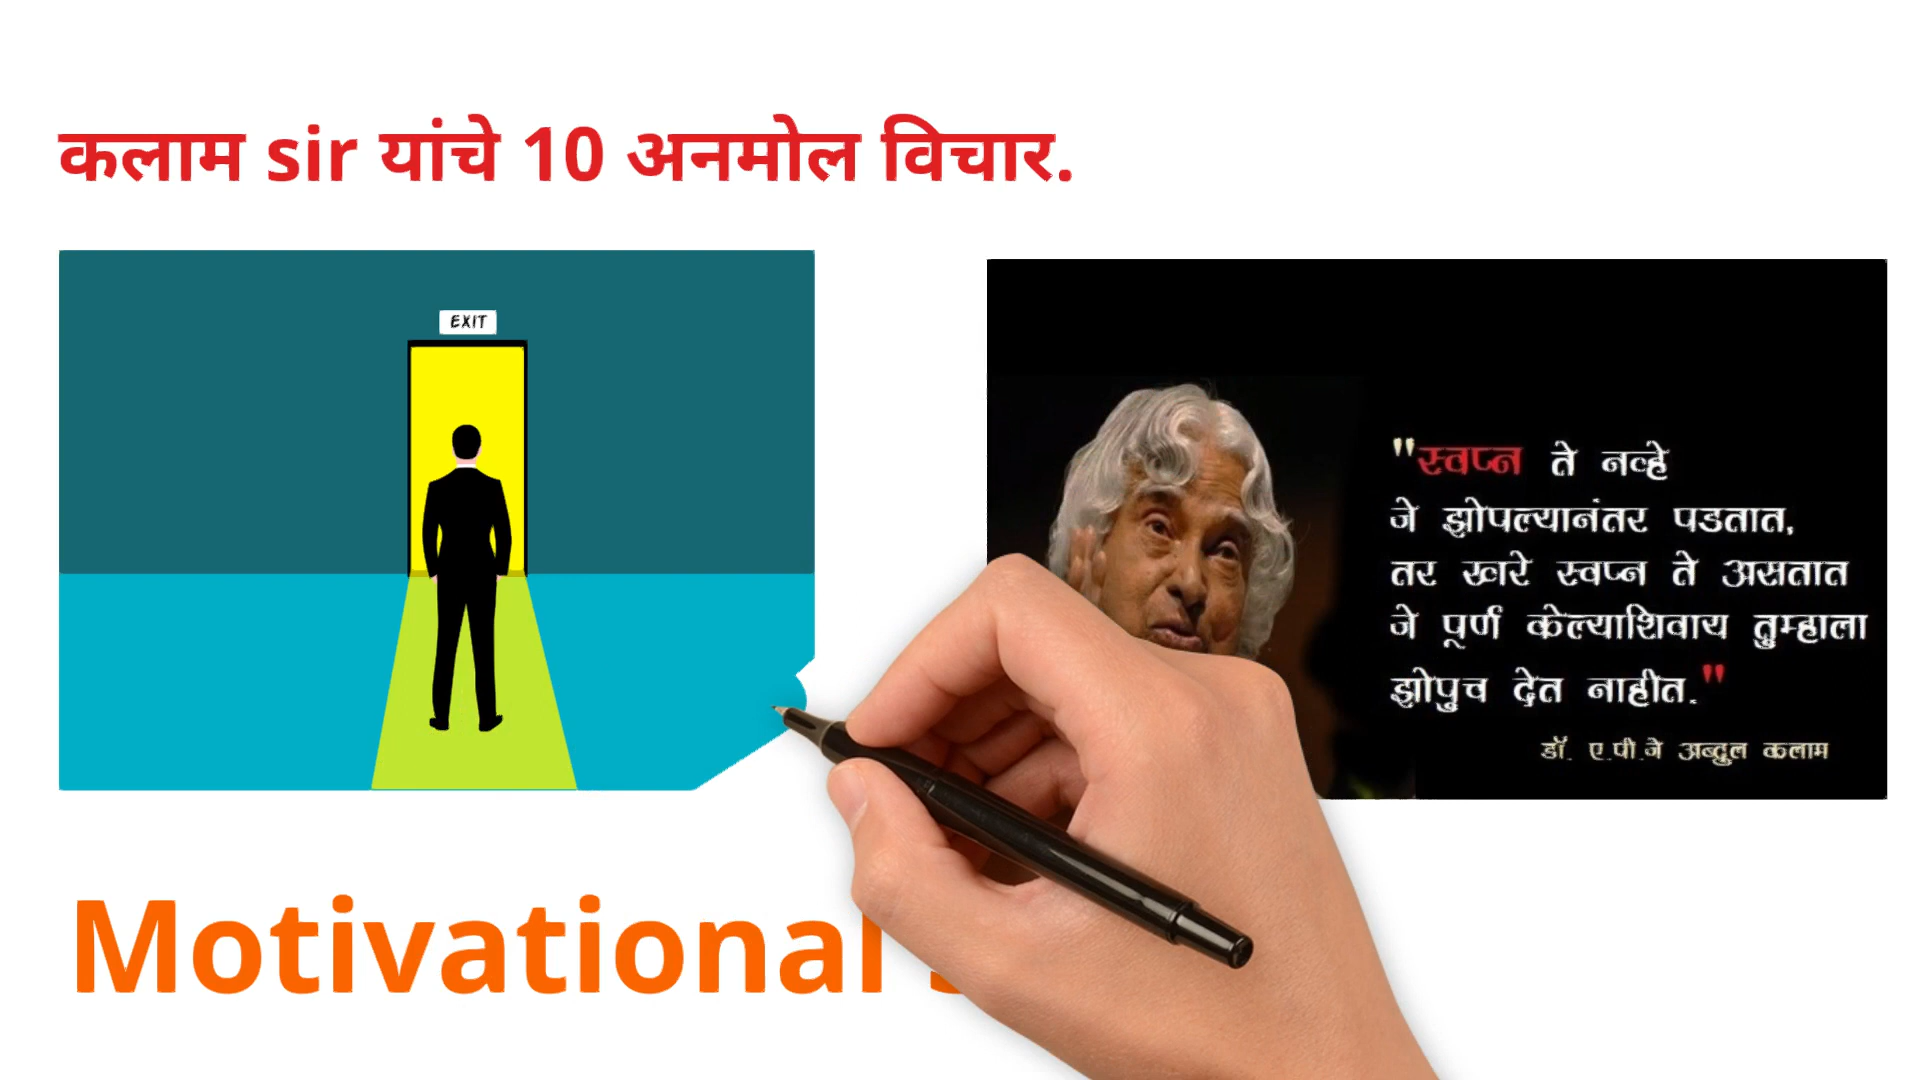 कलाम sir यांचे 10 अनमोल विचार.
EXIT
"स्वप्न ते नव्हे
जे झोपल्यानंतर पडतात,
तर खरे स्वप्न ते असतात
जे पूर्ण केल्याशिवाय तुम्हाला
झोपुच देत नाहीत."
डॉ. ए.पी.जे अब्दुल कलाम
Motivational